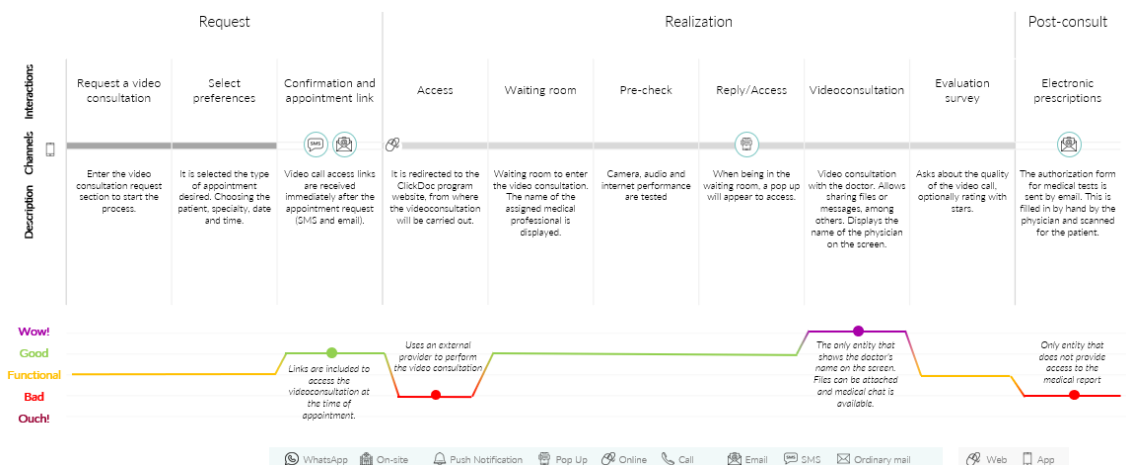 Request
Realization
Post-consult
Interactions
Request a video
consultation
Select
preferences
Confirmation and
appointment link
Access
Waiting room
Pre-check
Reply/Access
Videoconsultation
Evaluation
survey
Electronic
prescriptions
Channels
SMS
Description
Enter the video
consultation request
section to start the
process.
It is selected the type
of appointment
desired. Choosing the
patient, specialty, date
and time.
Video call access links
are received
immediately after the
appointment request
(SMS and email).
It is redirected to the
ClickDoc program
website, from where
the videoconsultation
will be carried out.
Waiting room to enter
the video consultation.
The name of the
assigned medical
professional is
displayed.
Camera, audio and
internet performance
are tested
When being in the
waiting room, a pop up
will appear to access.
Video consultation
with the doctor. Allows
sharing files or
messages, among
others. Displays the
name of the physician
on the screen.
Asks about the quality
of the video call,
optionally rating with
stars.
The authorization form
for medical tests is
sent by email. This is
filled in by hand by the
physician and scanned
for the patient.
Wow!
Good
Functional
Bad
Ouch!
Links are included to
access the
videoconsultation at
the time of
appointment.
Uses an external
provider to perform
the video consultation
The only entity that
shows the doctor's
name on the screen.
Files can be attached
and medical chat is
available.
Only entity that
does not provide
access to the
medical report
WhatsApp On-site Push Notification Pop Up Online Call Email SMS Ordinary mail
Web App